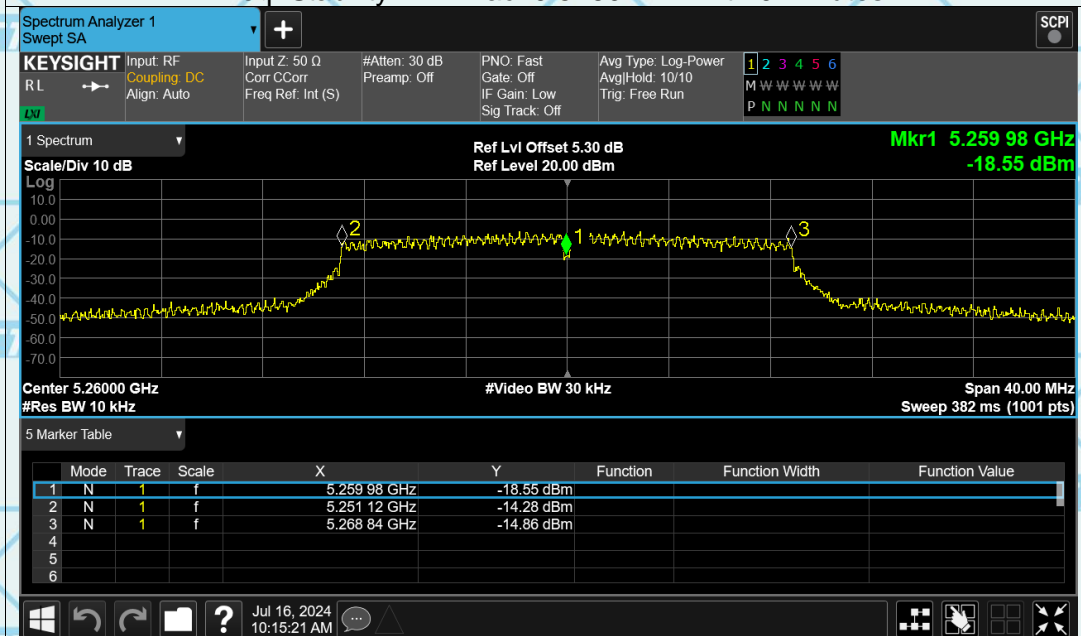 Spectrum Analyzer 1
Swept SA
+
SCPI
KEYSIGHT
RL
LXI
Input: RF
Coupling: DC
Align: Auto
Input Z: 50 Ω
Corr CCorr
Freq Ref: Int (S)
#Atten: 30 dB
Preamp: Off
PNO: Fast
Gate: Off
IF Gain: Low
Sig Track: Off
Avg Type: Log-Power
Avg|Hold: 10/10
Trig: Free Run
1 2 3 4 5 6
M W W W W W
P N N N N N
1 Spectrum
Scale/Div 10 dB
Ref Lvl Offset 5.30 dB
Ref Level 20.00 dBm
Mkr1 5.259 98 GHz
-18.55 dBm
Log
10.0
0.00
-10.0
-20.0
-30.0
-40.0
-50.0
-60.0
-70.0
2
1
3
Center 5.26000 GHz
#Video BW 30 kHz
Span 40.00 MHz
#Res BW 10 kHz
Sweep 382 ms (1001 pts)
5 Marker Table
Mode Trace Scale X Y Function Function Width Function Value
1 N 1 f 5.259 98 GHz -18.55 dBm
2 N 1 f 5.251 12 GHz -14.28 dBm
3 N 1 f 5.268 84 GHz -14.86 dBm
4
5
6
?
Jul 16, 2024
10:15:21 AM